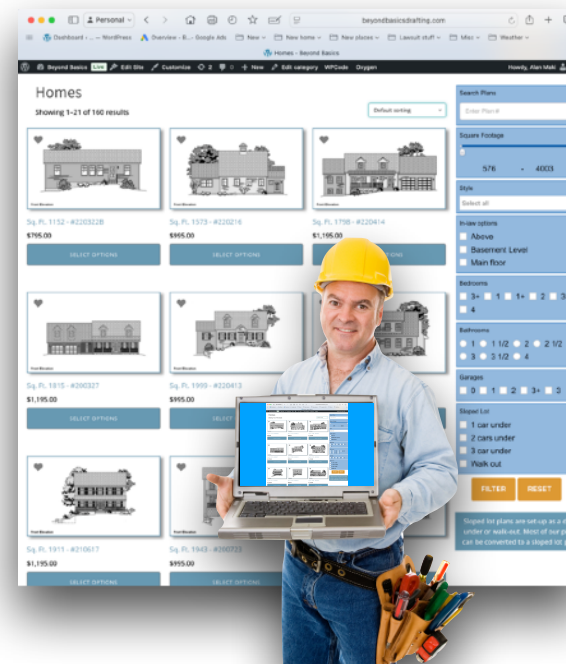 Personal
beyondbasicsdrafting.com
Dashboard ‹ ... — WordPress
Overview - B... Google Ads
New
New home
New places
Lawsuit stuff
Misc
Weather
Homes - Beyond Basics
Beyond Basics Live Edit Site Customize 2 0 New Edit category WPCode Oxygen Howdy, Alan Maki
Homes
Showing 1–21 of 160 results
Default sorting
Sq. Ft. 1152 - #220322B
Sq. Ft. 1573 - #220216
Sq. Ft. 1798 - #220414
$795.00
$995.00
$1,195.00
SELECT OPTIONS
SELECT OPTIONS
Sq. Ft. 1815 - #200327
Sq. Ft. 1999 - #220413
$1,195.00
$995.00
SELECT OPTIONS
SELECT OPTIONS
Sq. Ft. 1911 - #210617
Sq. Ft. 1943 - #200722
$1,195.00
$955.00
SELECT OPTIONS
SELECT OPTIONS
Search Plans
Enter Plan #
Square Footage
576 - 4003
Style
Select all
In-law options
Above
Basement Level
Main floor
Bedrooms
3+ 1 1+ 2 3
4
Bathrooms
1 1 1/2 2 2 1/2
3 3 1/2 4
Garages
0 1 2 3+ 3
Sloped Lot
1 car under
2 cars under
3 car under
Walk out
FILTER RESET
Sloped lot plans are set-up as a
under or walk-out. Most of our
can be converted to a sloped lot